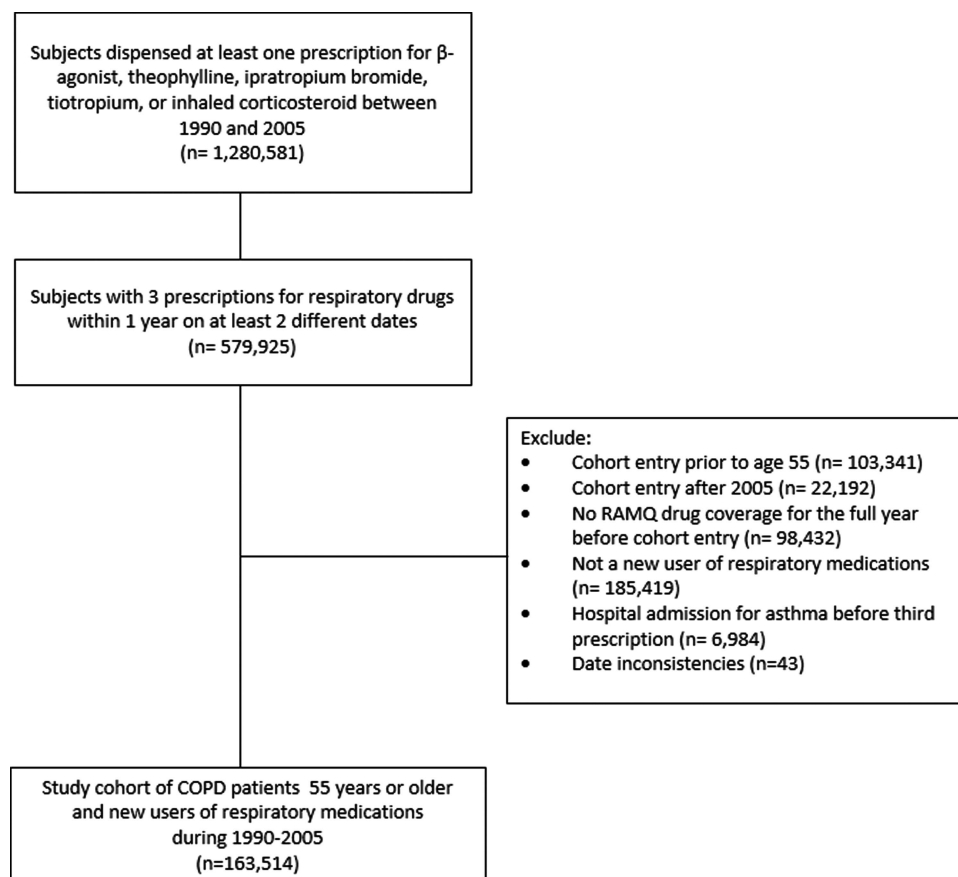 Subjects dispensed at least one prescription for β-
agonist, theophylline, ipratropium bromide,
tiotropium, or inhaled corticosteroid between
1990 and 2005
(n= 1,280,581)
Subjects with 3 prescriptions for respiratory drugs
within 1 year on at least 2 different dates
(n= 579,925)
Exclude:
• Cohort entry prior to age 55 (n= 103,341)
• Cohort entry after 2005 (n= 22,192)
• No RAMQ drug coverage for the full year
before cohort entry (n= 98,432)
• Not a new user of respiratory medications
(n= 185,419)
• Hospital admission for asthma before third
prescription (n= 6,984)
• Date inconsistencies (n=43)
Study cohort of COPD patients 55 years or older
and new users of respiratory medications
during 1990-2005
(n=163,514)